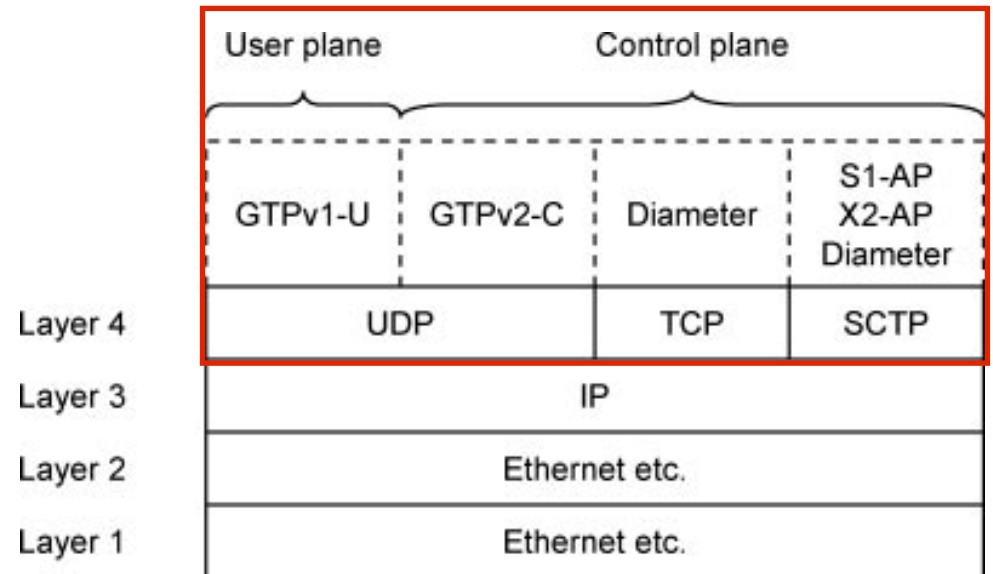 User plane
Control plane
GTPv1-U
GTPv2-C
Diameter
S1-AP
X2-AP
Diameter
Layer 4
UDP
TCP
SCTP
Layer 3
IP
Layer 2
Ethernet etc.
Layer 1
Ethernet etc.